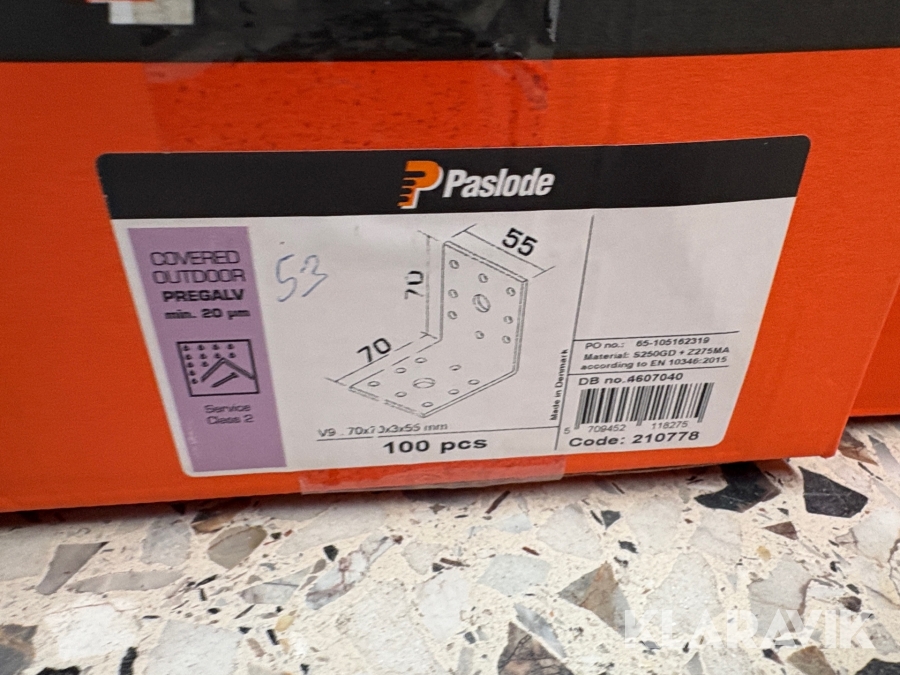 Paslode
COVERED
OUTDOOR
PREGALV
min. 20 µm
Service
Class 2
53
55
70
70
V9 . 70x70x3x55 mm
100 pcs
Made in Denmark
PO no.: 65-105162319
Material: S250GD + Z275MA
according to EN 10346:2015
DB no.4607040
5 709452 118275
Code: 210778
KLARAVIK